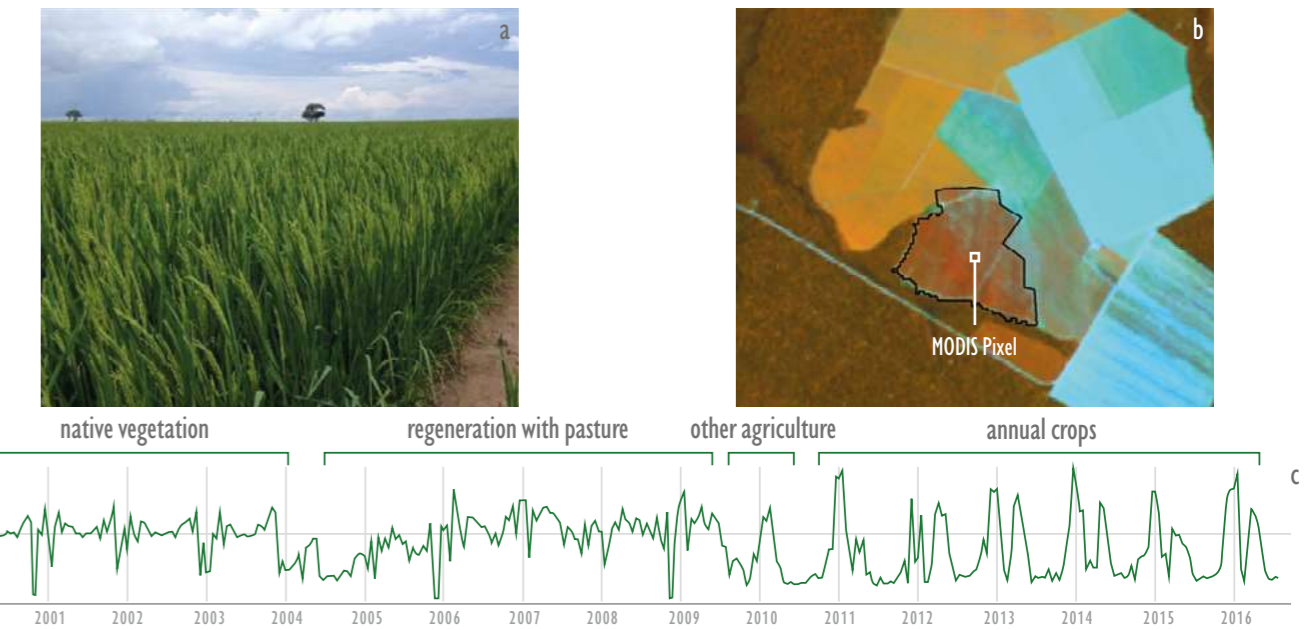 a
b
MODIS Pixel
native vegetation
regeneration with pasture
other agriculture
annual crops
c
2001 2002 2003 2004 2005 2006 2007 2008 2009 2010 2011 2012 2013 2014 2015 2016